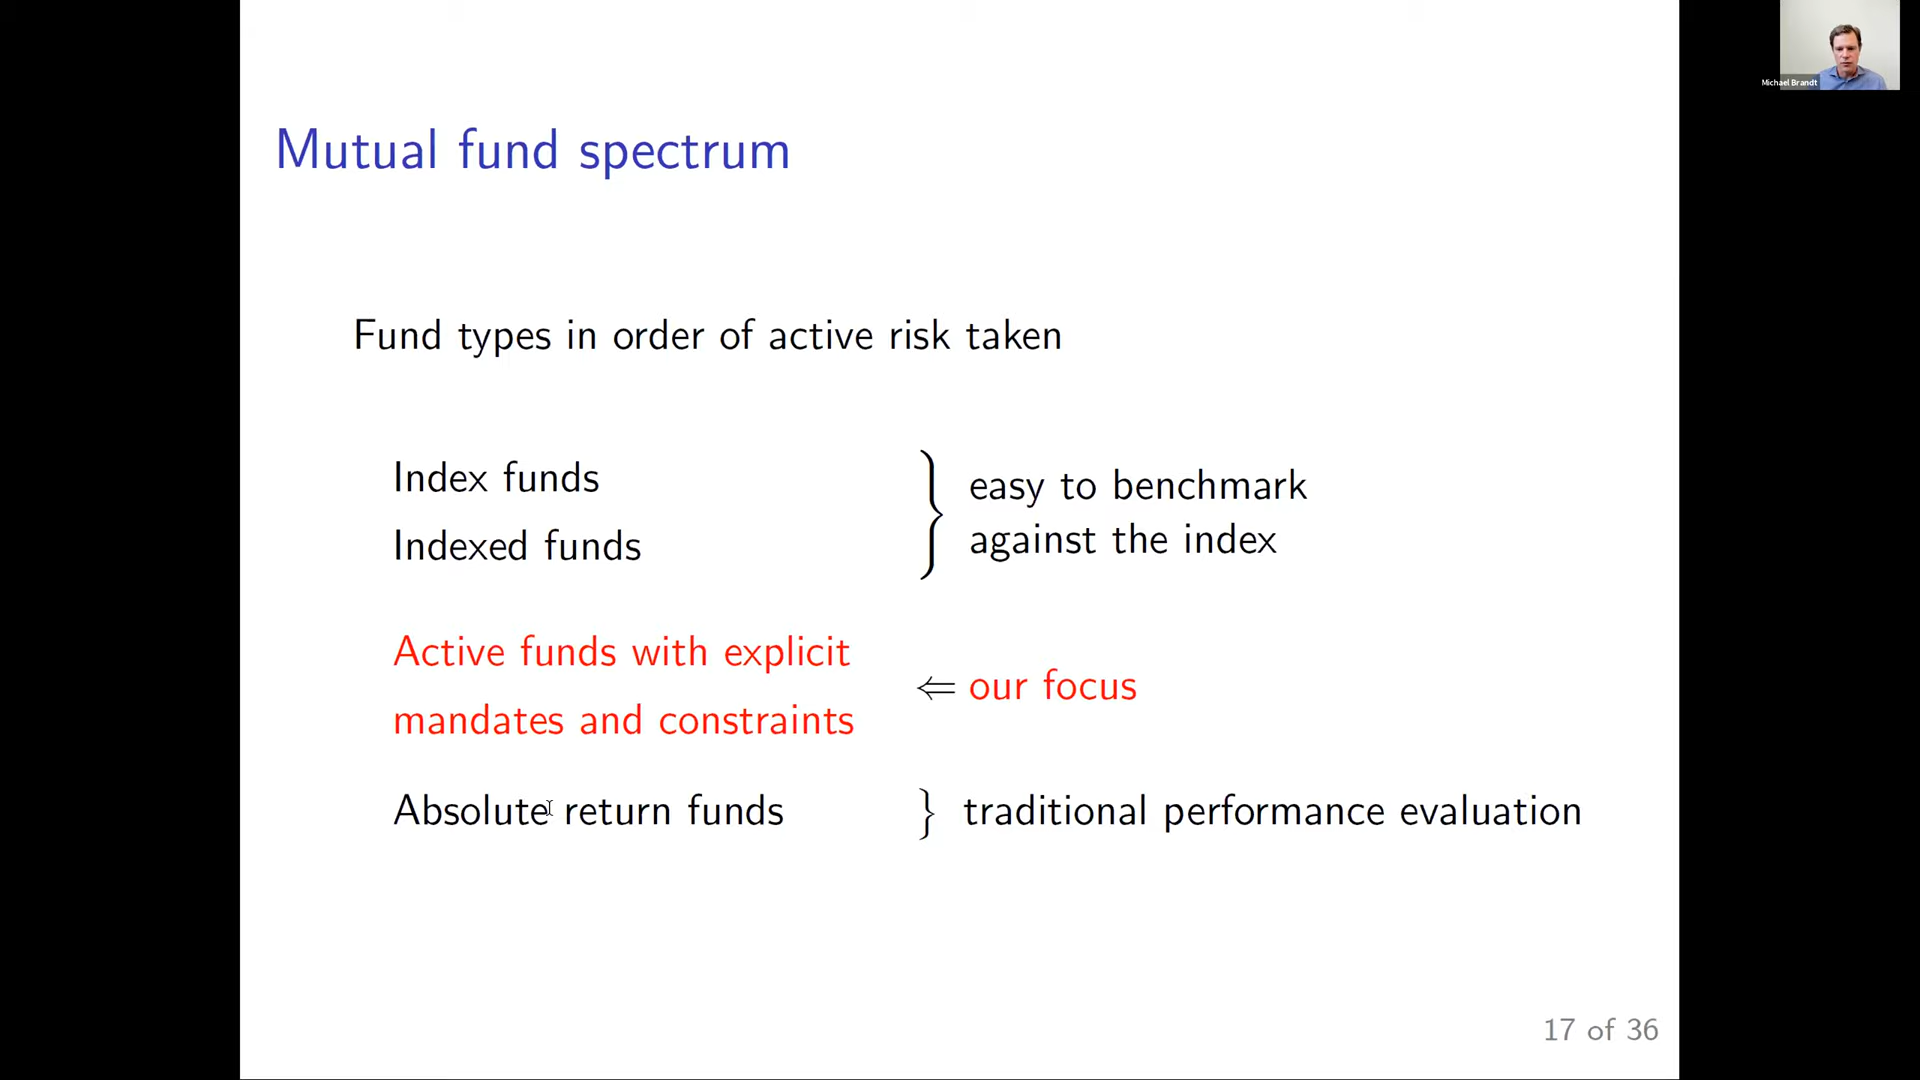 Michael Brandt
Mutual fund spectrum
Fund types in order of active risk taken
Index funds
Indexed funds
} easy to benchmark
against the index
Active funds with explicit
mandates and constraints
⇐ our focus
Absolute return funds } traditional performance evaluation
17 of 36